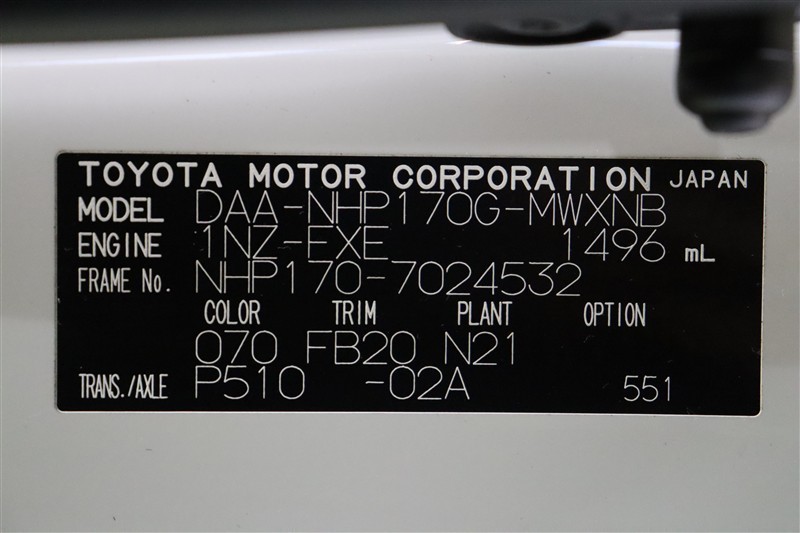 TOYOTA MOTOR CORPORATION JAPAN
MODEL DAA-NHP170G-MWXNB
ENGINE 1NZ-EXE 1496 mL
FRAME No. NHP170-7024532
COLOR TRIM PLANT OPTION
070 FB20 N21
TRANS./AXLE P510 -02A 551